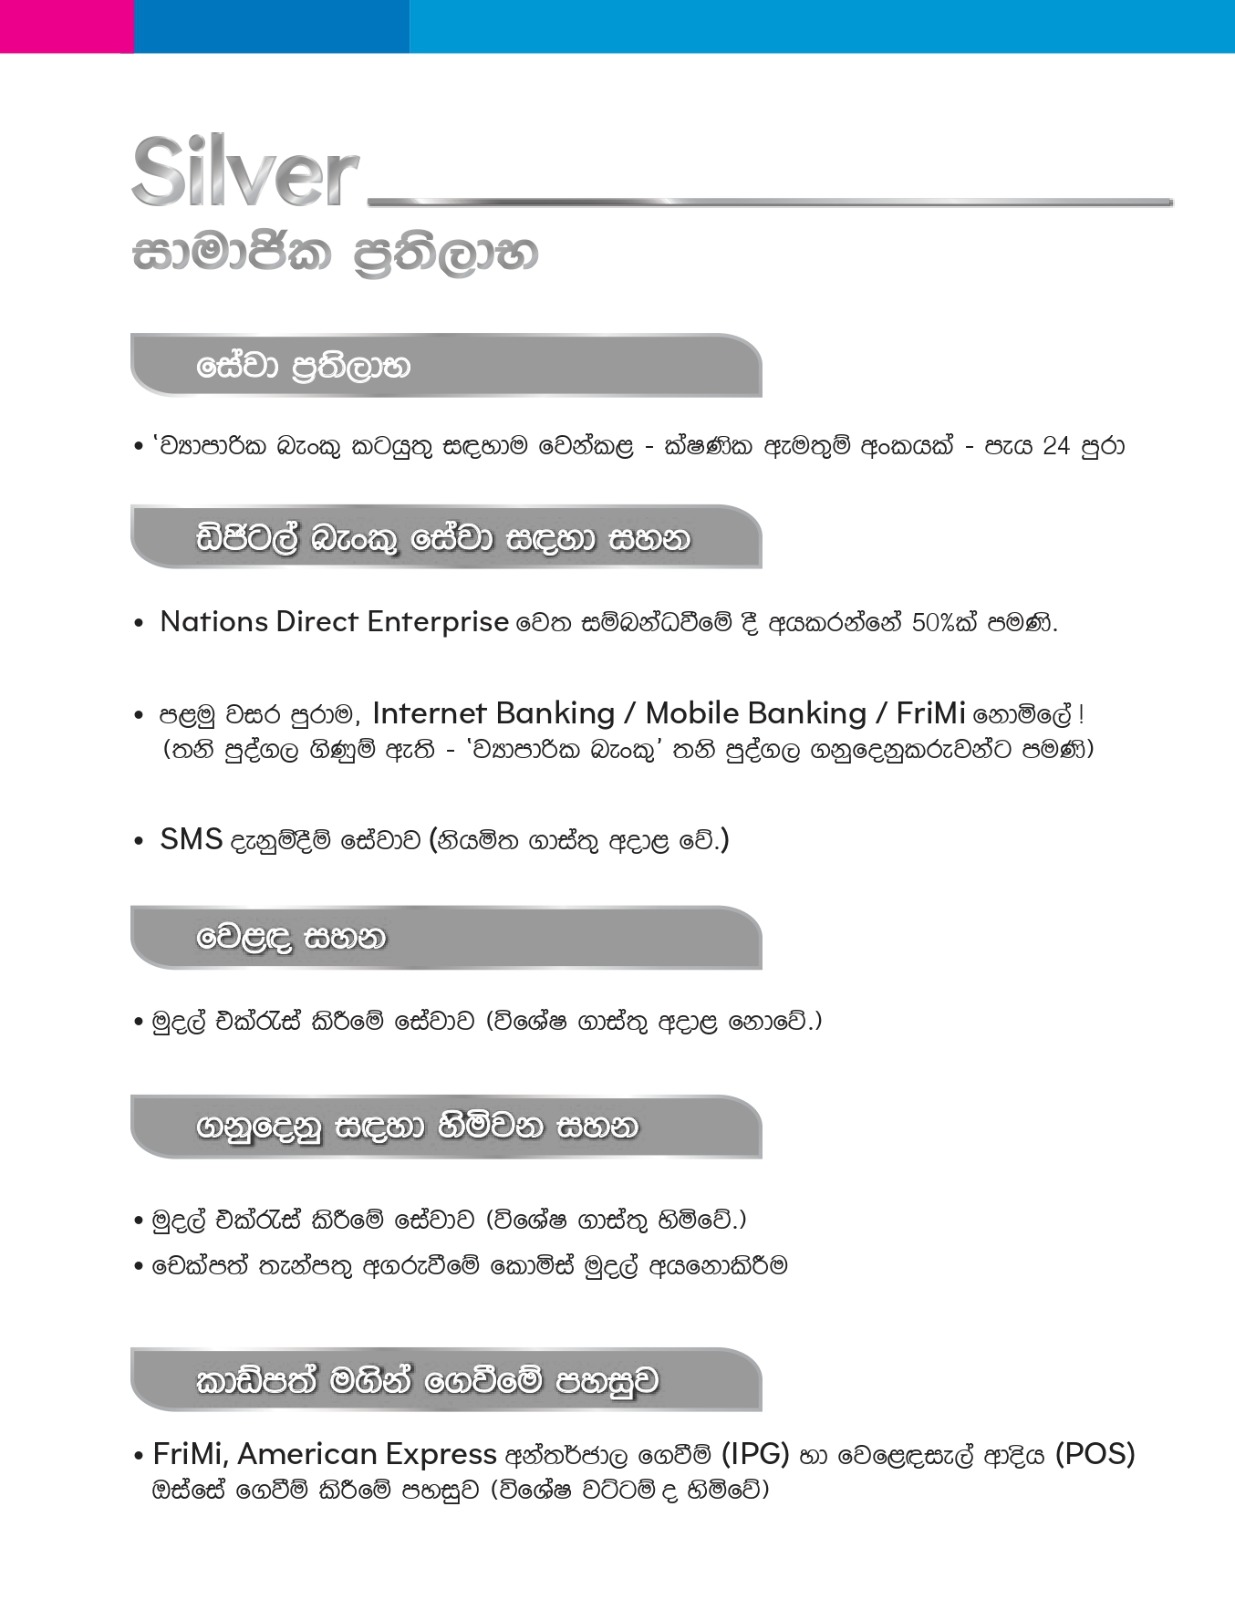 Silver
සාමාජික ප්‍රතිලාභ
සේවා ප්‍රතිලාභ
• ‛ව්‍යාපාරික බැංකු කටයුතු සඳහාම වෙන්කළ - ක්ෂණික ඇමතුම් අංකයක් - පැය 24 පුරා
ඩිජිටල් බැංකු සේවා සඳහා සහන
• Nations Direct Enterprise වෙත සම්බන්ධවීමේ දී අයකරන්නේ 50%ක් පමණි.
• පළමු වසර පුරාම, Internet Banking / Mobile Banking / FriMi නොමිලේ !
(තනි පුද්ගල ගිණුම් ඇති - ‛ව්‍යාපාරික බැංකු’ තනි පුද්ගල ගනුදෙනුකරුවන්ට පමණි)
• SMS දැනුම්දීම් සේවාව (නියමිත ගාස්තු අදාළ වේ.)
වෙළඳ සහන
• මුදල් එක්රැස් කිරීමේ සේවාව (විශේෂ ගාස්තු අදාළ නොවේ.)
ගනුදෙනු සඳහා හිමිවන සහන
• මුදල් එක්රැස් කිරීමේ සේවාව (විශේෂ ගාස්තු හිමිවේ.)
• චෙක්පත් තැන්පතු අගරුවීමේ කොමිස් මුදල් අයනොකිරීම
කාඩ්පත් මගින් ගෙවීමේ පහසුව
• FriMi, American Express අන්තර්ජාල ගෙවීම් (IPG) හා වෙළෙඳසැල් ආදිය (POS)
ඔස්සේ ගෙවීම් කිරීමේ පහසුව (විශේෂ වට්ටම් ද හිමිවේ)